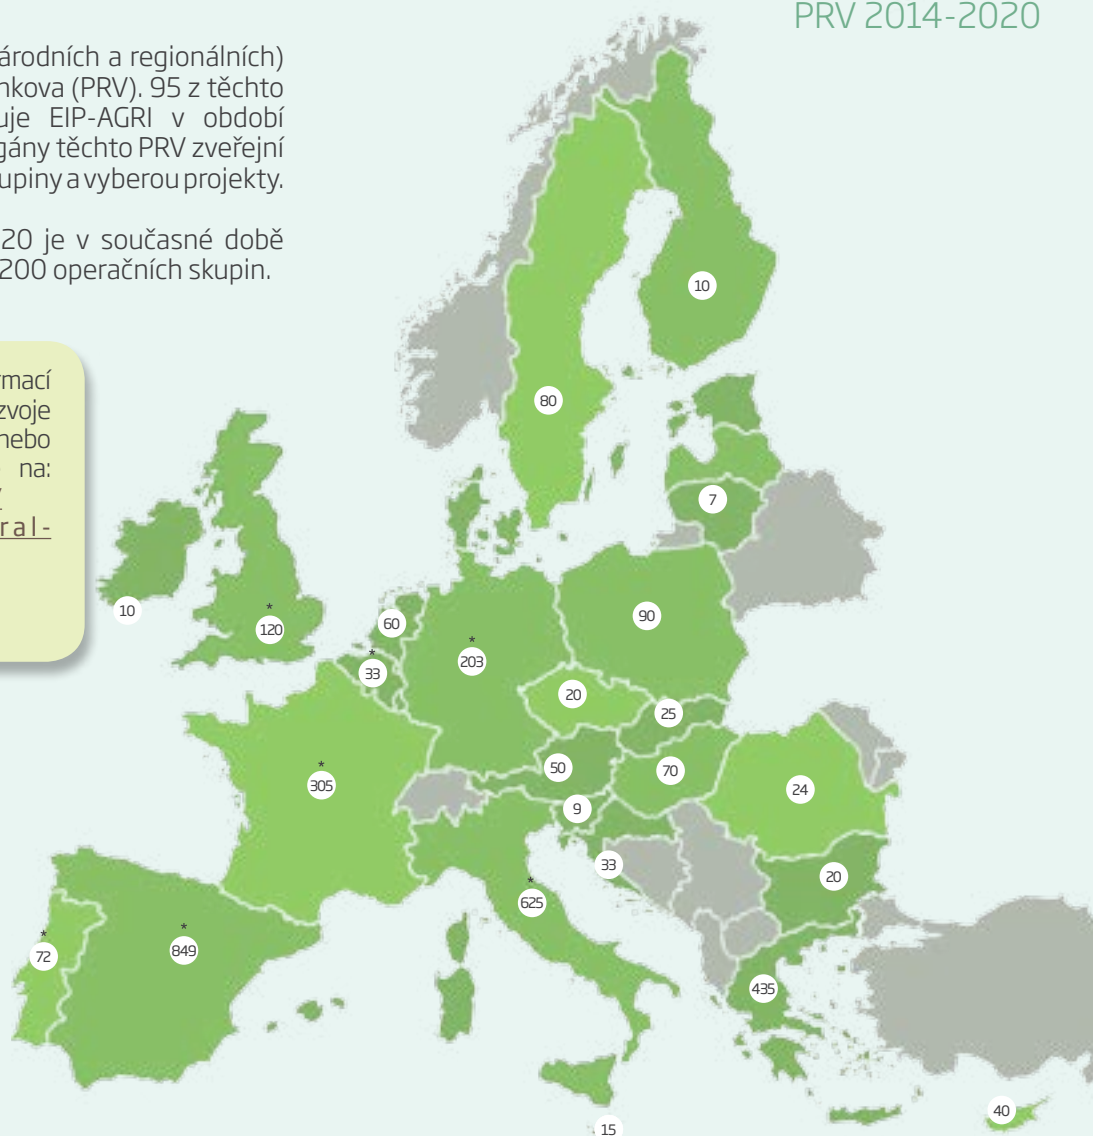 PRV 2014-2020
árodních a regionálních)
nkova (PRV). 95 z těchto
uje EIP-AGRI v období
gány těchto PRV zveřejní
upiny a vyberou projekty.
20 je v současné době
200 operačních skupin.
rmací
zvoje
nebo
na:
ral-
10
80
7
10
*
120
60
*
33
*
203
90
20
25
50
70
*
305
9
24
33
20
*
625
*
72
*
849
435
40
15